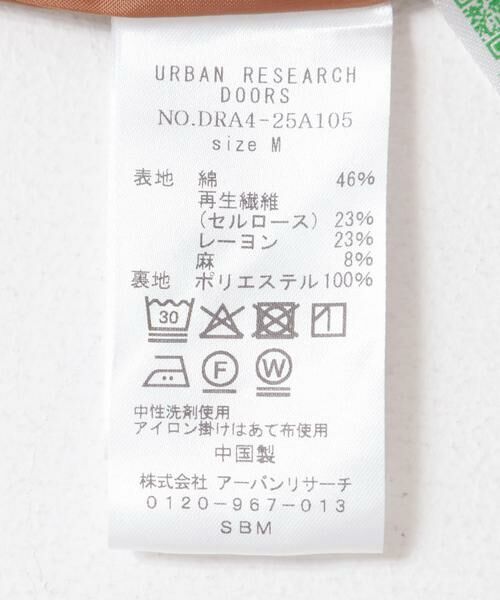 URBAN RESEARCH
DOORS
NO.DRA4-25A105
size M
表地 綿 46%
再生繊維
(セルロース) 23%
レーヨン 23%
麻 8%
裏地 ポリエステル100%
30
F W
中性洗剤使用
アイロン掛けはあて布使用
中国製
株式会社 アーバンリサーチ
0120-967-013
SBM